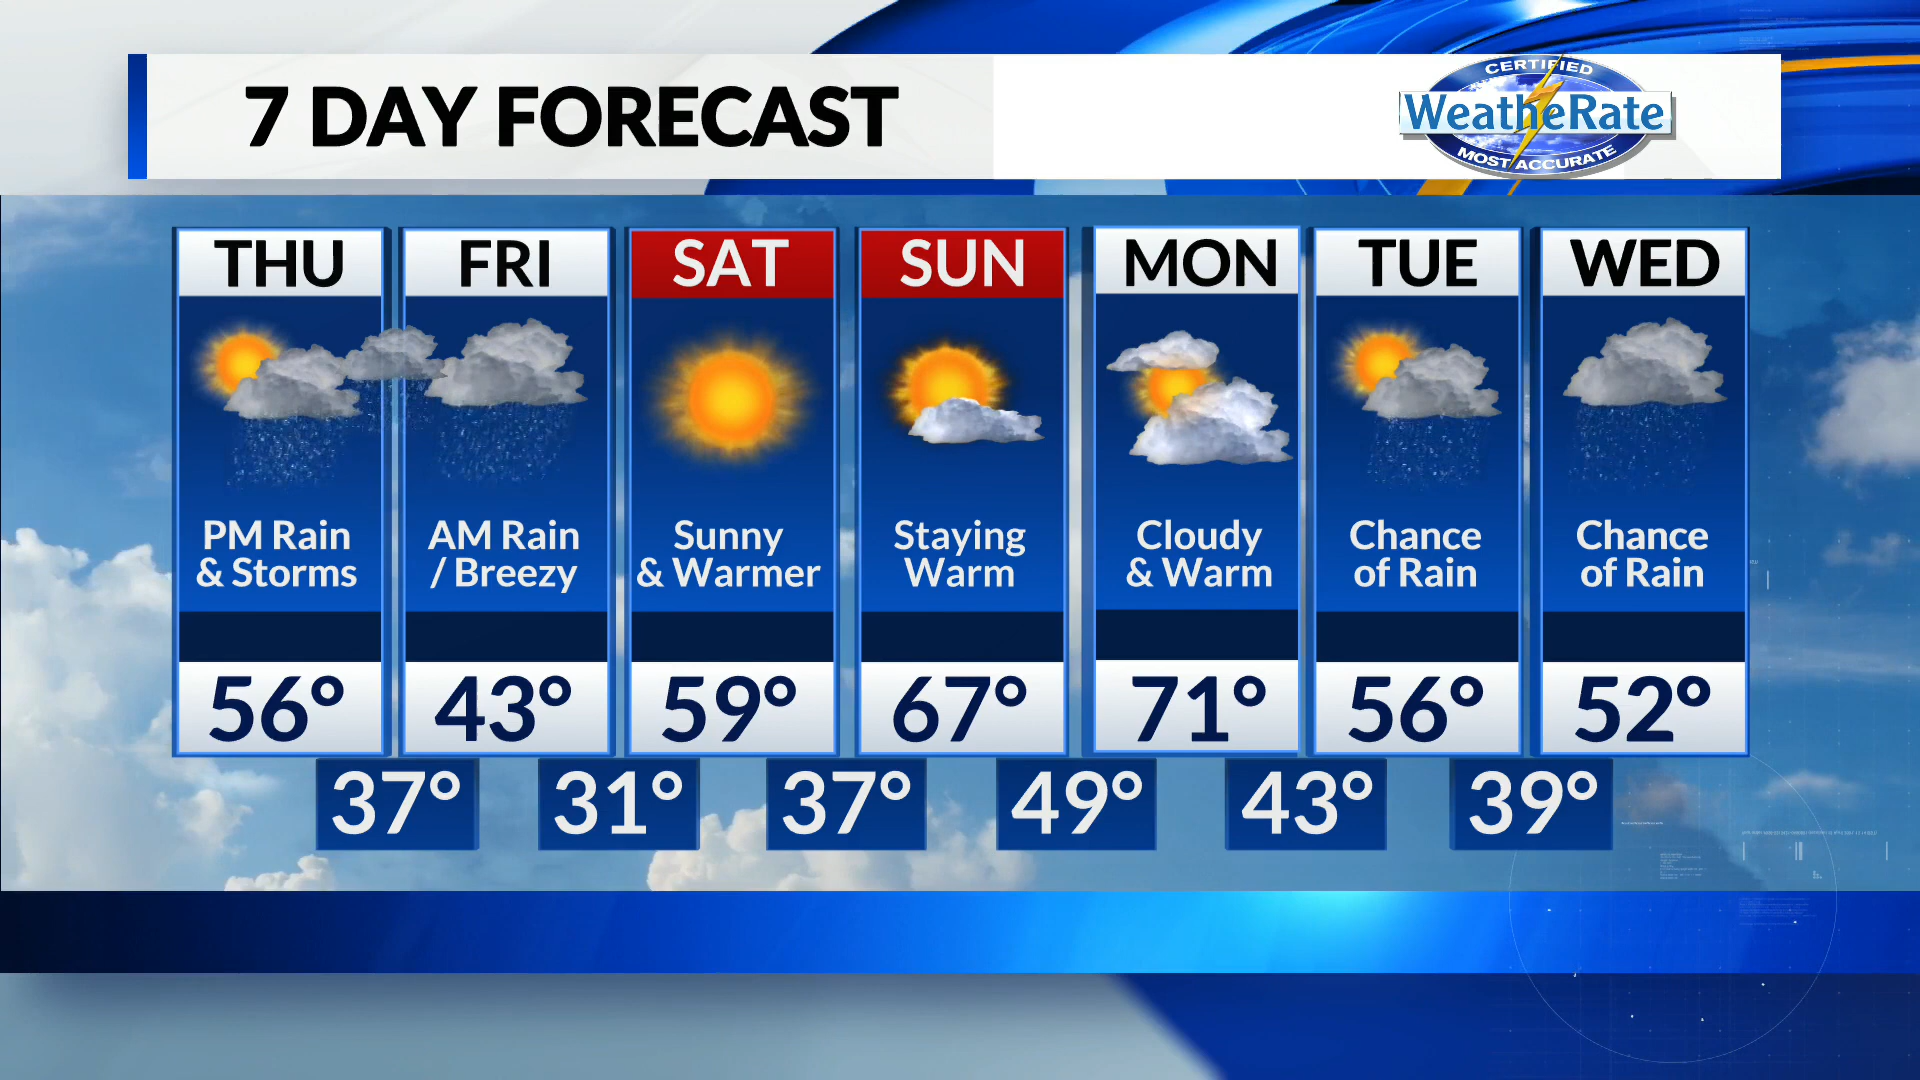 7 DAY FORECAST
CERTIFIED
WeatheRate
MOST ACCURATE
THU
FRI
SAT
SUN
MON
TUE
WED
PM Rain
& Storms
AM Rain
/ Breezy
Sunny
& Warmer
Staying
Warm
Cloudy
& Warm
Chance
of Rain
Chance
of Rain
56°
43°
59°
67°
71°
56°
52°
37°
31°
37°
49°
43°
39°